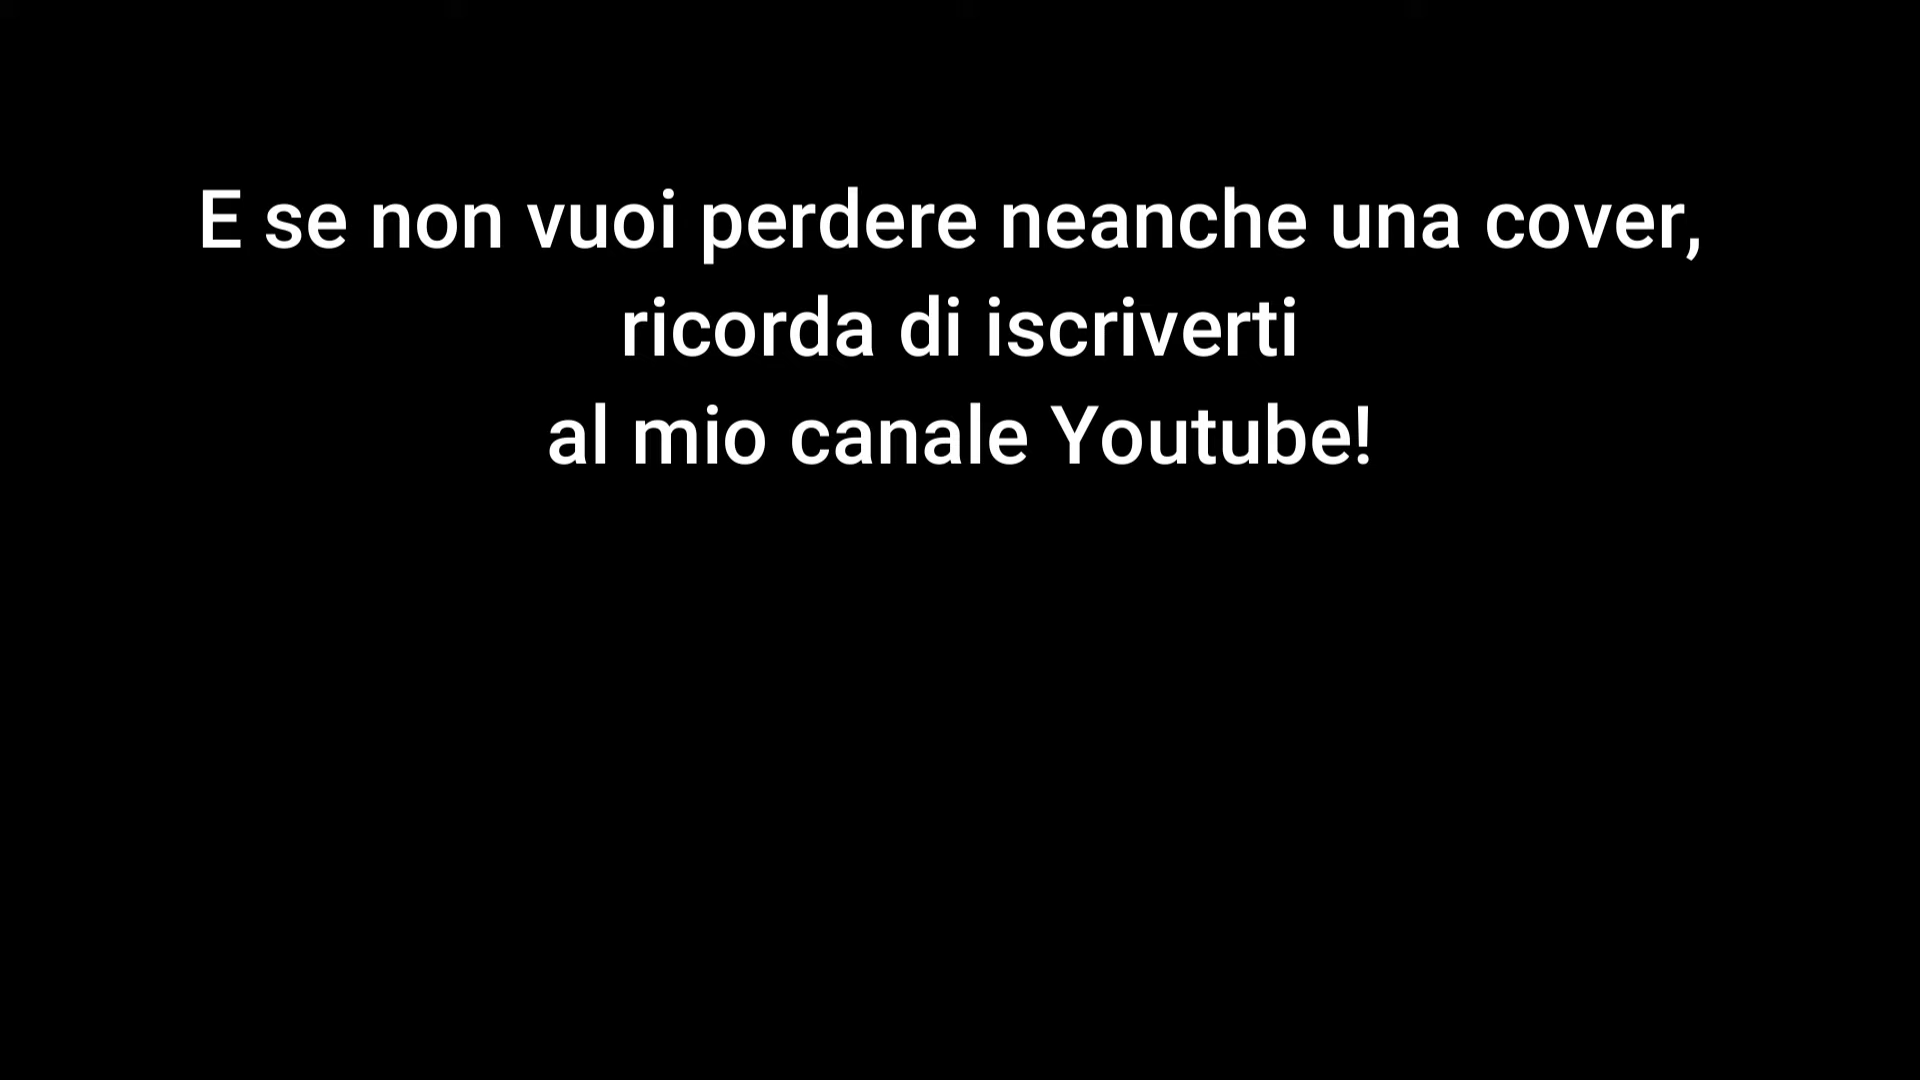 E se non vuoi perdere neanche una cover,
ricorda di iscriverti
al mio canale Youtube!